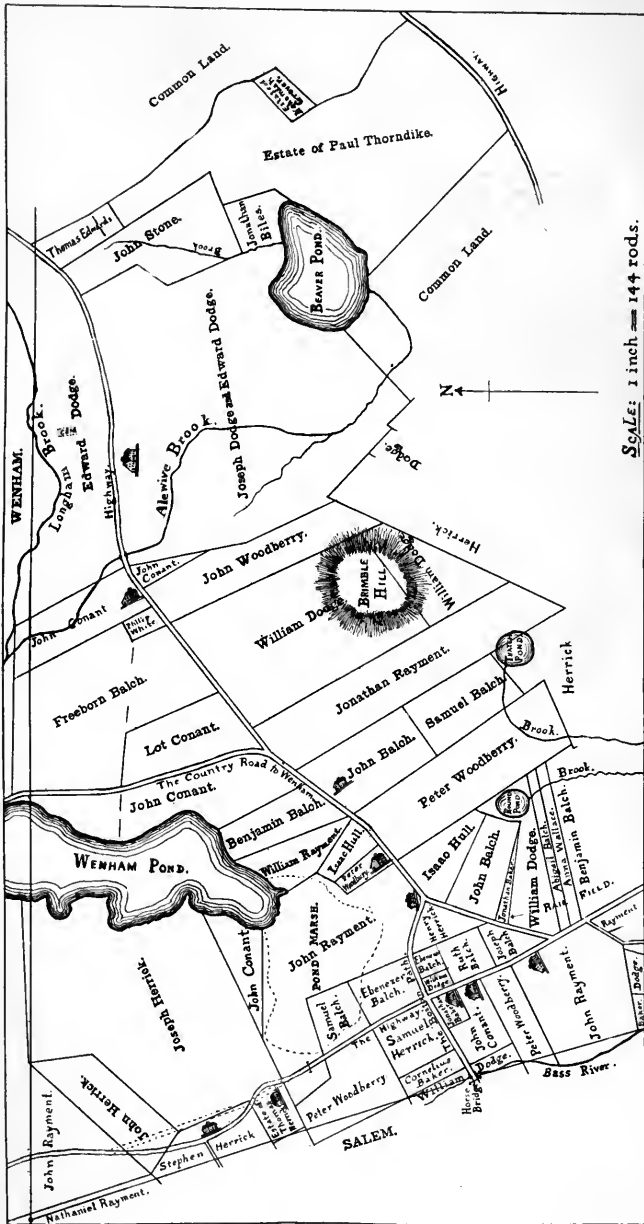 Common Land.
HIGHWAY.
Estate of Paul Thorndike.
Thomas Edwards
John Stone.
Brook
Jonathan
Biles.
BEAVER POND.
Common Land.
WENHAM.
Longham Brook.
Edward Dodge.
Highway.
Alewive Brook.
Joseph Dodge and Edward Dodge.
N
SCALE: 1 inch = 144 rods.
Dodge.
Herrick.
John Conant
John
Conant.
John Woodberry.
Philip
White
William Dodge
BRIMBLE
HILL
William Dodge
Freeborn Balch.
Lot Conant.
Jonathan Rayment.
The Country Road to Wenham
John Conant.
Benjamin Balch.
William Rayment.
Isaac Hull.
Peter
Woodbury
John Balch.
Samuel Balch.
Peter Woodberry.
Herrick
Brook.
Brook.
WENHAM POND.
Isaac Hull.
John Balch.
Jonathan Baker.
William Dodge.
Abigail Balch.
Anna Wallace.
Benjamin Balch.
FIELD.
Joseph Herrick.
John Conant
POND MARSH.
John Rayment.
Samuel
Balch.
Ebenezer
Balch.
Path
Henry
Herrick
Ruth
Balch.
Joseph
Balch
The Highway.
Samuel
Herrick.
Cornelius
Baker.
William Dodge.
John
Conant.
Peter Woodberry.
John Rayment.
Rayment
Dodge.
Horse
Bridge
Bass River.
John Rayment.
John Herrick.
Stephen Herrick
Estate
Peter Woodberry
SALEM.
Nathaniel Rayment.